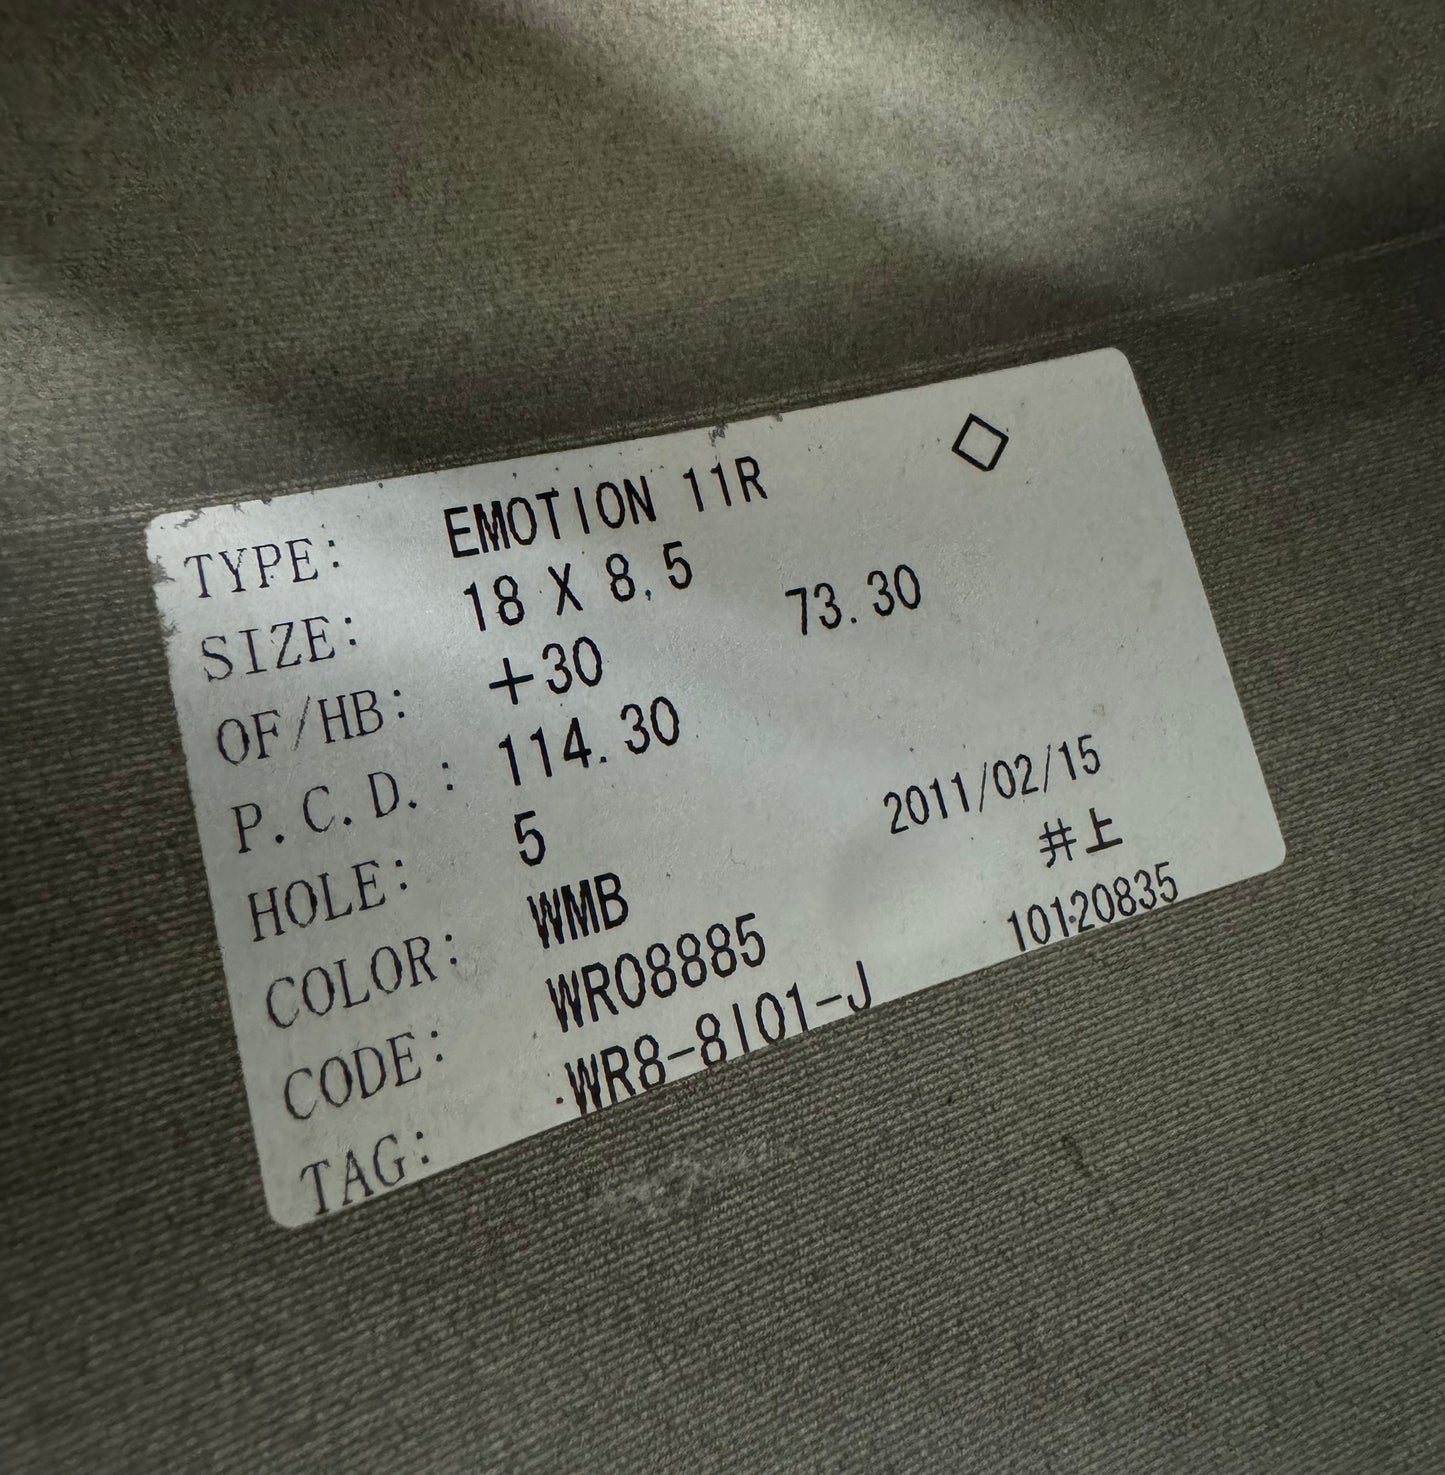 TYPE: EMOTION 11R ◇
SIZE: 18 X 8.5
OF/HB: +30 73.30
P.C.D.: 114.30
HOLE: 5
COLOR: WMB 2011/02/15
CODE: WR08885 井上
TAG: WR8-8101-J 10120835